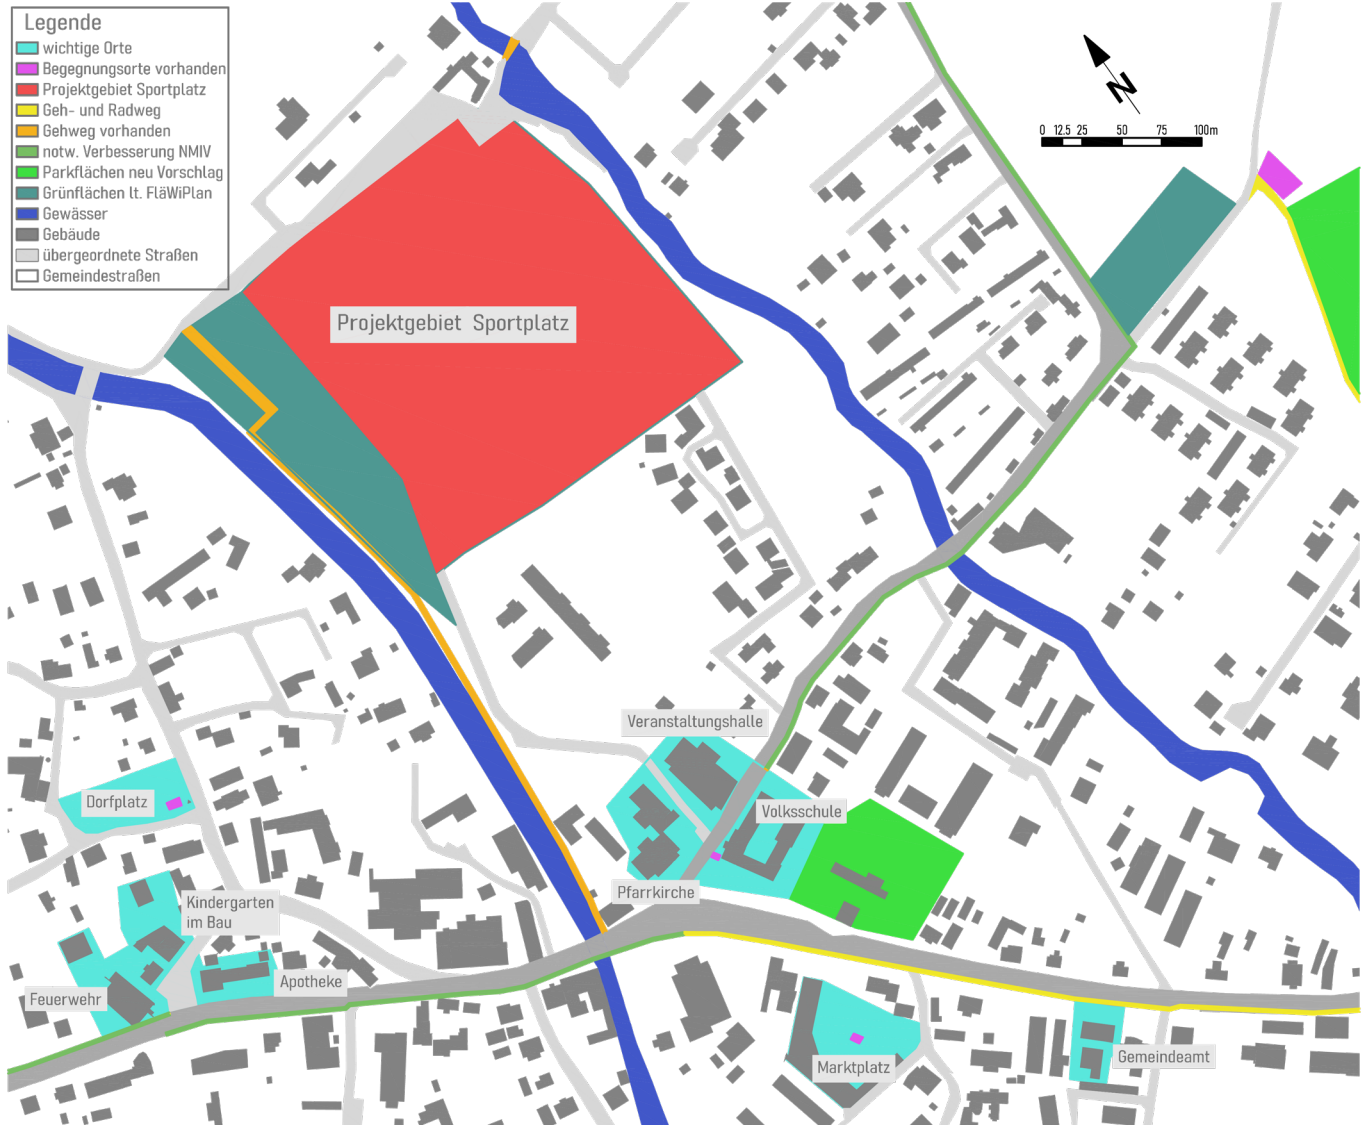 Legende
wichtige Orte
Begegnungsorte vorhanden
Projektgebiet Sportplatz
Geh- und Radweg
Gehweg vorhanden
notw. Verbesserung NMIV
Parkflächen neu Vorschlag
Grünflächen lt. FläWiPlan
Gewässer
Gebäude
übergeordnete Straßen
Gemeindestraßen
N
0 12.5 25 50 75 100m
Projektgebiet Sportplatz
Veranstaltungshalle
Dorfplatz
Volksschule
Pfarrkirche
Kindergarten
im Bau
Apotheke
Feuerwehr
Marktplatz
Gemeindeamt